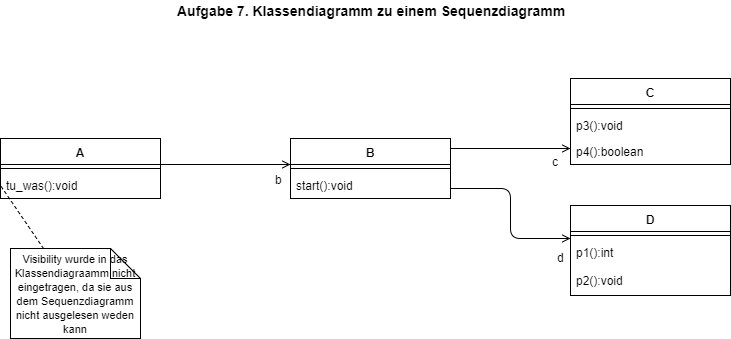 Aufgabe 7. Klassendiagramm zu einem Sequenzdiagramm
C
p3():void
p4():boolean
c
A
tu_was():void
b
B
start():void
D
p1():int
p2():void
d
Visibility wurde in das
Klassendiagraamm nicht
eingetragen, da sie aus
dem Sequenzdiagramm
nicht ausgelesen weden
kann